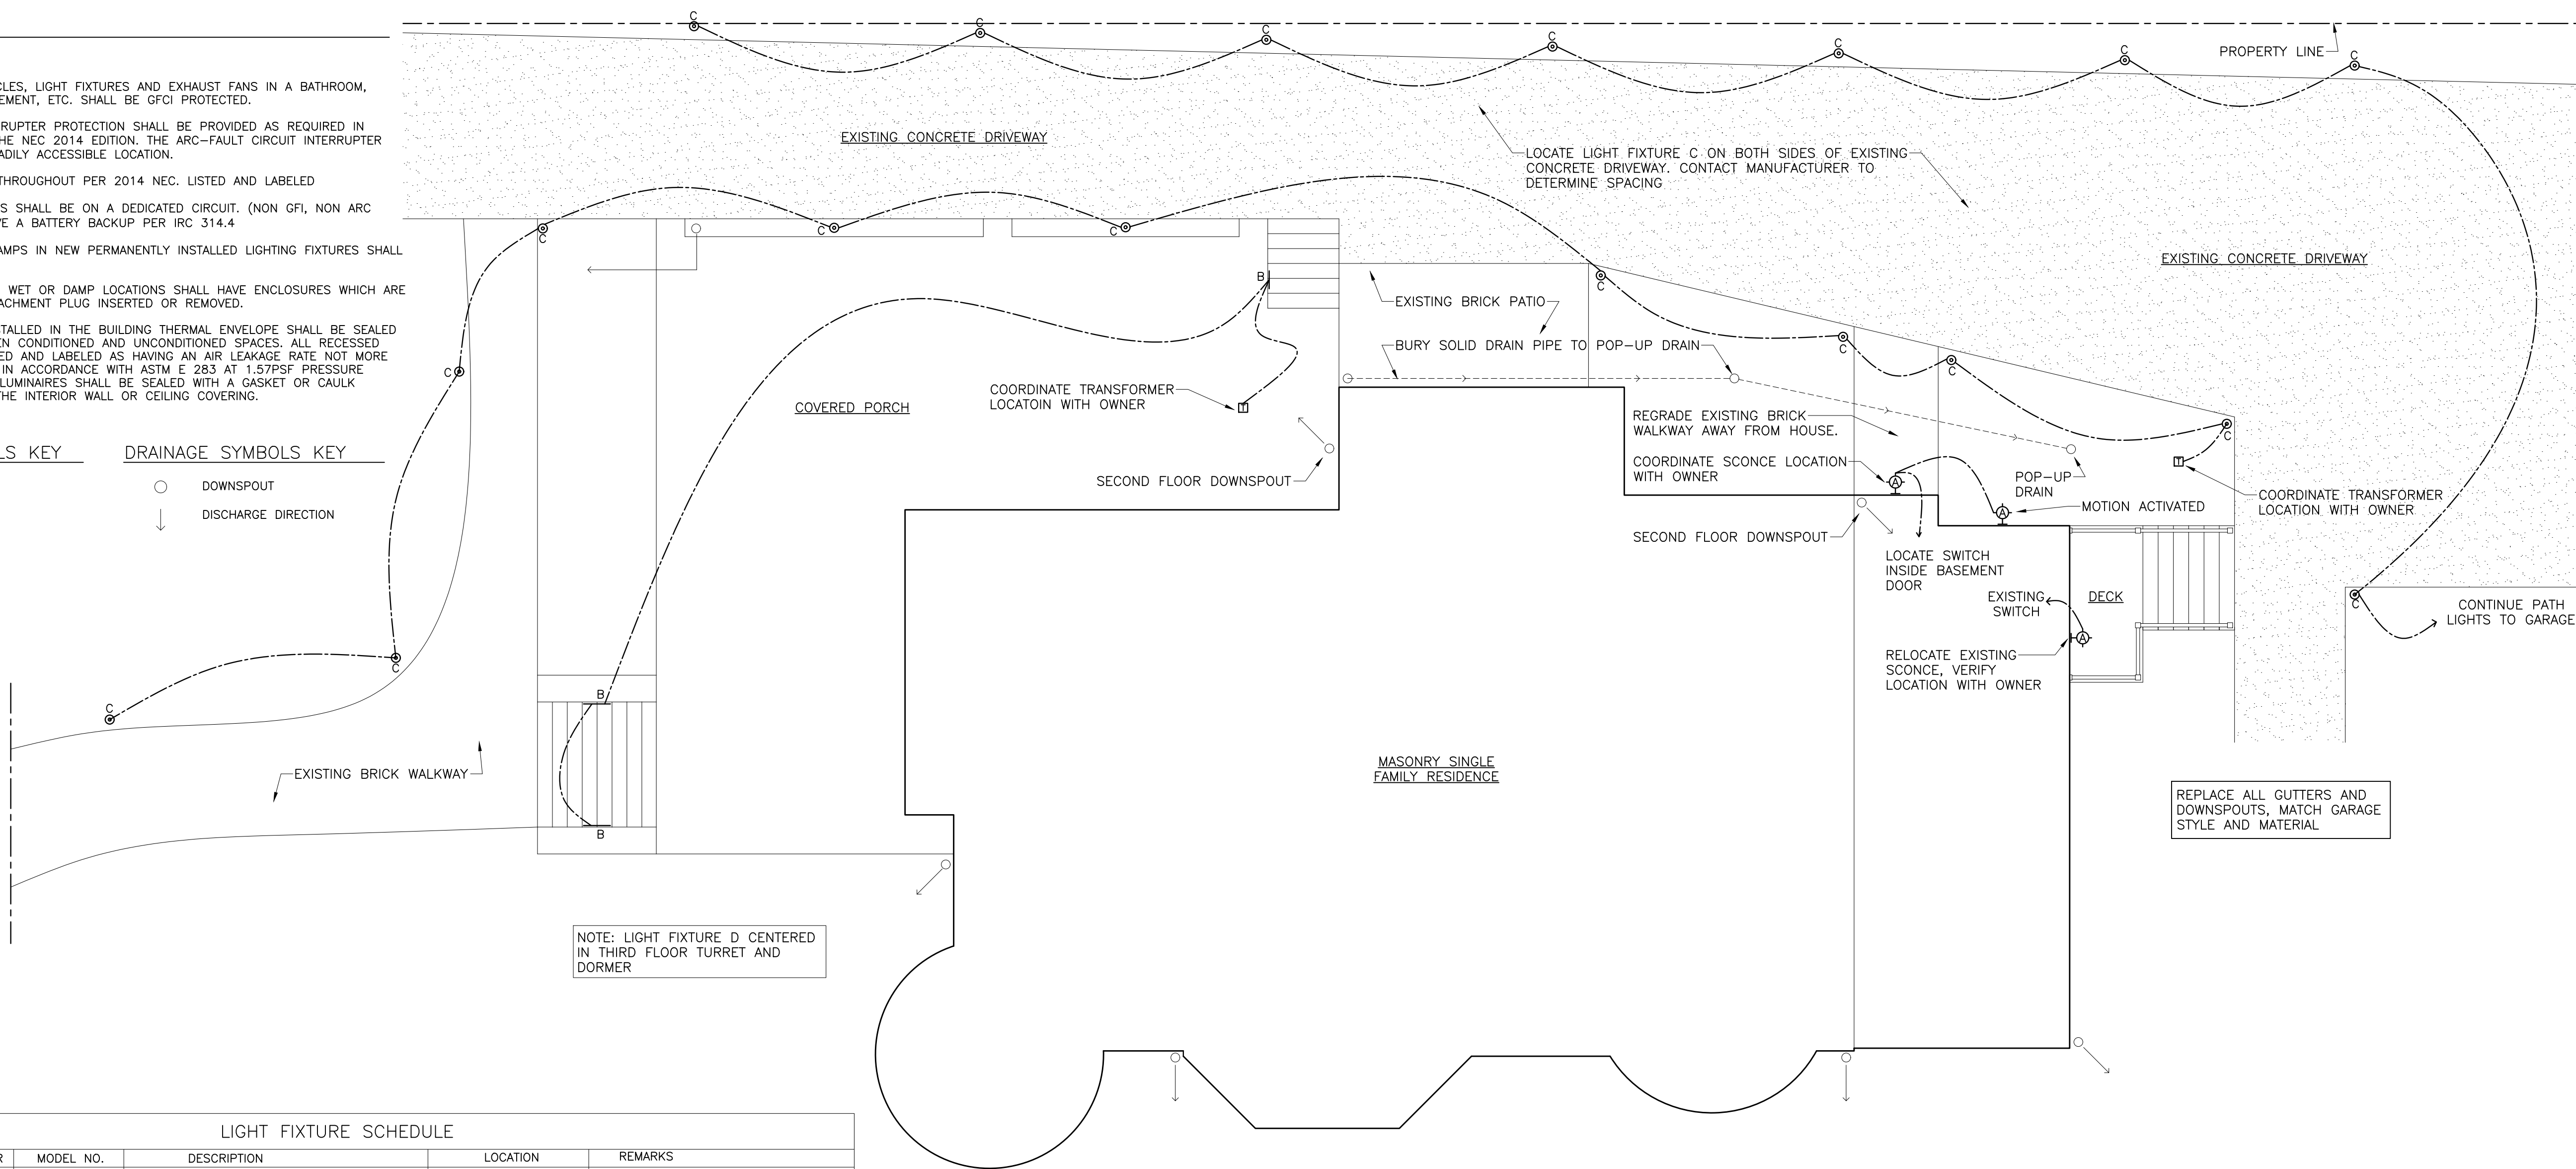 CLES, LIGHT FIXTURES AND EXHAUST FANS IN A BATHROOM,
EMENT, ETC. SHALL BE GFCI PROTECTED.
RUPTER PROTECTION SHALL BE PROVIDED AS REQUIRED IN
HE NEC 2014 EDITION. THE ARC-FAULT CIRCUIT INTERRUPTER
ADILY ACCESSIBLE LOCATION.
THROUGHOUT PER 2014 NEC. LISTED AND LABELED
S SHALL BE ON A DEDICATED CIRCUIT. (NON GFI, NON ARC
VE A BATTERY BACKUP PER IRC 314.4
AMPS IN NEW PERMANENTLY INSTALLED LIGHTING FIXTURES SHALL
WET OR DAMP LOCATIONS SHALL HAVE ENCLOSURES WHICH ARE
ACHMENT PLUG INSERTED OR REMOVED.
STALLED IN THE BUILDING THERMAL ENVELOPE SHALL BE SEALED
EN CONDITIONED AND UNCONDITIONED SPACES. ALL RECESSED
ED AND LABELED AS HAVING AN AIR LEAKAGE RATE NOT MORE
IN ACCORDANCE WITH ASTM E 283 AT 1.57PSF PRESSURE
LUMINAIRES SHALL BE SEALED WITH A GASKET OR CAULK
THE INTERIOR WALL OR CEILING COVERING.
LS KEY
DRAINAGE SYMBOLS KEY
DOWNSPOUT
DISCHARGE DIRECTION
C
C
C
C
C
C
C
PROPERTY LINE
EXISTING CONCRETE DRIVEWAY
LOCATE LIGHT FIXTURE C ON BOTH SIDES OF EXISTING
CONCRETE DRIVEWAY. CONTACT MANUFACTURER TO
DETERMINE SPACING
EXISTING CONCRETE DRIVEWAY
C
C
C
C
C
C
C
C
C
C
C
B
EXISTING BRICK PATIO
BURY SOLID DRAIN PIPE TO POP-UP DRAIN
COORDINATE TRANSFORMER
LOCATOIN WITH OWNER
T
COVERED PORCH
SECOND FLOOR DOWNSPOUT
REGRADE EXISTING BRICK
WALKWAY AWAY FROM HOUSE.
COORDINATE SCONCE LOCATION
WITH OWNER
A
A
MOTION ACTIVATED
POP-UP
DRAIN
T
COORDINATE TRANSFORMER
LOCATION WITH OWNER
SECOND FLOOR DOWNSPOUT
LOCATE SWITCH
INSIDE BASEMENT
DOOR
EXISTING
SWITCH
DECK
A
RELOCATE EXISTING
SCONCE, VERIFY
LOCATION WITH OWNER
C
CONTINUE PATH
LIGHTS TO GARAGE
B
B
EXISTING BRICK WALKWAY
MASONRY SINGLE
FAMILY RESIDENCE
REPLACE ALL GUTTERS AND
DOWNSPOUTS, MATCH GARAGE
STYLE AND MATERIAL
NOTE: LIGHT FIXTURE D CENTERED
IN THIRD FLOOR TURRET AND
DORMER
LIGHT FIXTURE SCHEDULE
R MODEL NO. DESCRIPTION LOCATION REMARKS